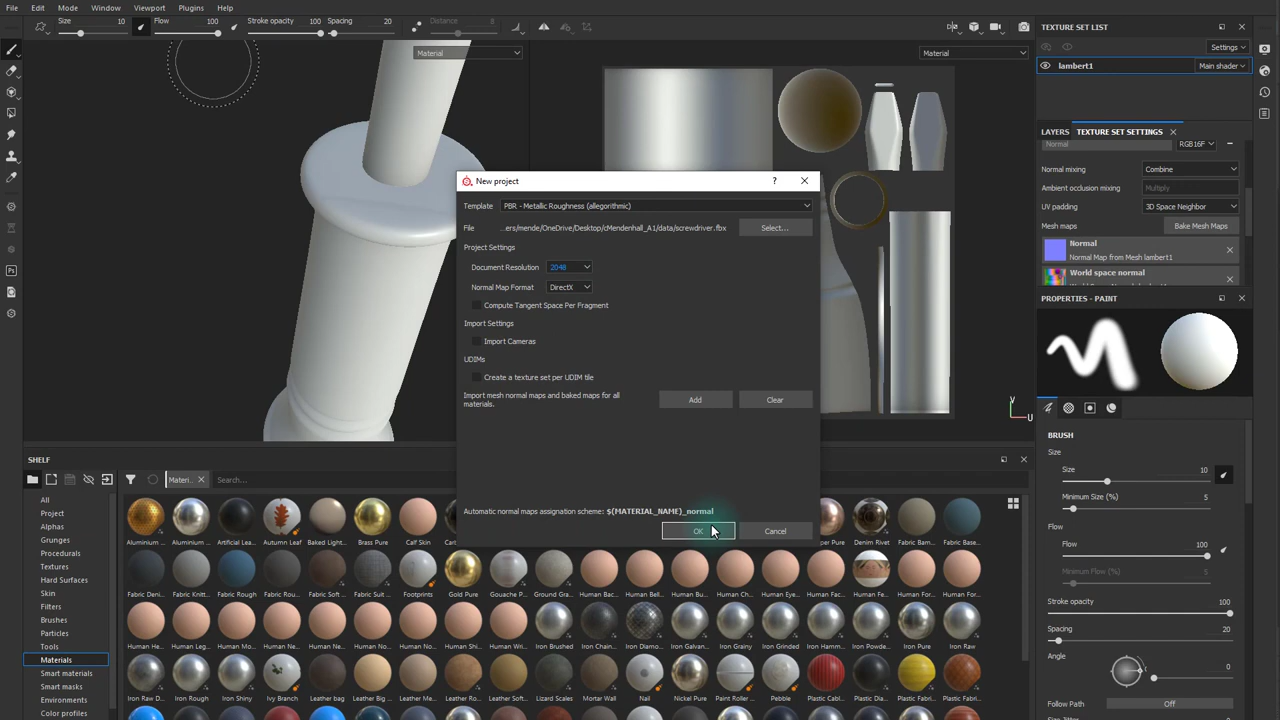 File Edit Mode Window Viewport Plugins Help
Size 10 Flow 100 Stroke opacity 100 Spacing 20 Distance 8
Material
Material
TEXTURE SET LIST
Settings
lambert1 Main shader
LAYERS TEXTURE SET SETTINGS
Normal RGB16F
Normal mixing Combine
Ambient occlusion mixing Multiply
UV padding 3D Space Neighbor
Mesh maps Bake Mesh Maps
Normal
Normal Map from Mesh lambert1
World space normal
PROPERTIES - PAINT
BRUSH
Size
Size 10
Minimum Size (%) 5
Flow
Flow 100
Minimum Flow (%) 5
Stroke opacity 100
Spacing 20
Angle 0
Follow Path Off
New project ?
Template PBR - Metallic Roughness (allegorithmic)
File ...ers/mende/OneDrive/Desktop/cMendenhall_A1/data/screwdriver.fbx Select...
Project Settings
Document Resolution 2048
Normal Map Format DirectX
Compute Tangent Space Per Fragment
Import Settings
Import Cameras
UDIMs
Create a texture set per UDIM tile
Import mesh normal maps and baked maps for all
materials.
Add Clear
Automatic normal maps assignation scheme: $(MATERIAL_NAME)_normal
OK Cancel
V
U
SHELF
Materi... Search...
All
Project
Alphas
Grunges
Procedurals
Textures
Hard Surfaces
Skin
Filters
Brushes
Particles
Tools
Materials
Smart materials
Smart masks
Environments
Color profiles
Aluminium ... Aluminium ... Artificial Lea... Autumn Leaf Baked Light... Brass Pure Calf Skin Denim Rivet Fabric Bam... Fabric Base...
Fabric Deni... Fabric Knitt... Fabric Rough Fabric Rou... Fabric Soft ... Fabric Suit ... Footprints Gold Pure Gouache P... Ground Gra... Human Bac... Human Bell... Human Bu... Human Ch... Human Eye... Human Fac... Human Fe...
Human He... Human Leg... Human Mo... Human Ne... Human No... Human No... Human Shi... Human Wri... Iron Brushed Iron Chain... Iron Diamo... Iron Galvan... Iron Grainy Iron Grinded Iron Hamm... Iron Powde... Iron Pure Iron Raw
Iron Raw D... Iron Rough Iron Shiny Ivy Branch Leather bag Leather Big ... Leather Me... Leather Ro... Leather Soft... Lizard Scales Mortar Wall Nail Nickel Pure Paint Roller ... Pebble Plastic Cabl... Plastic Dia... Plastic Fabri... Plastic Fabri...